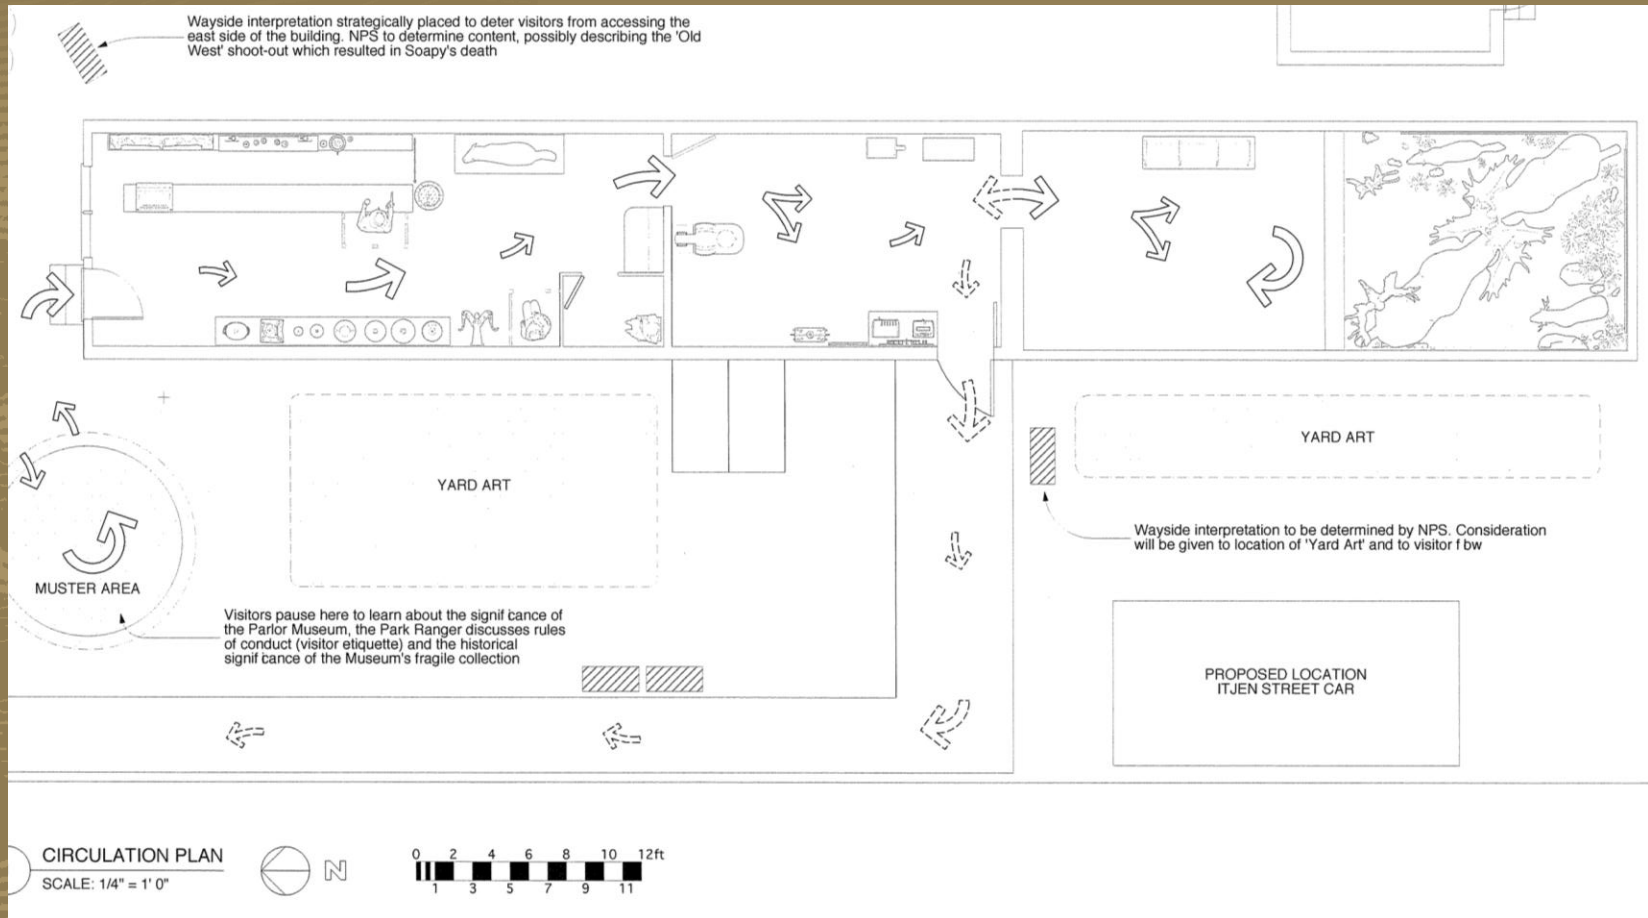 Wayside interpretation strategically placed to deter visitors from accessing the
east side of the building. NPS to determine content, possibly describing the 'Old
West' shoot-out which resulted in Soapy's death
YARD ART
YARD ART
Wayside interpretation to be determined by NPS. Consideration
will be given to location of 'Yard Art' and to visitor f bw
MUSTER AREA
Visitors pause here to learn about the signif cance of
the Parlor Museum, the Park Ranger discusses rules
of conduct (visitor etiquette) and the historical
signif cance of the Museum's fragile collection
PROPOSED LOCATION
ITJEN STREET CAR
CIRCULATION PLAN
SCALE: 1/4" = 1' 0"
N
0 2 4 6 8 10 12ft
1 3 5 7 9 11